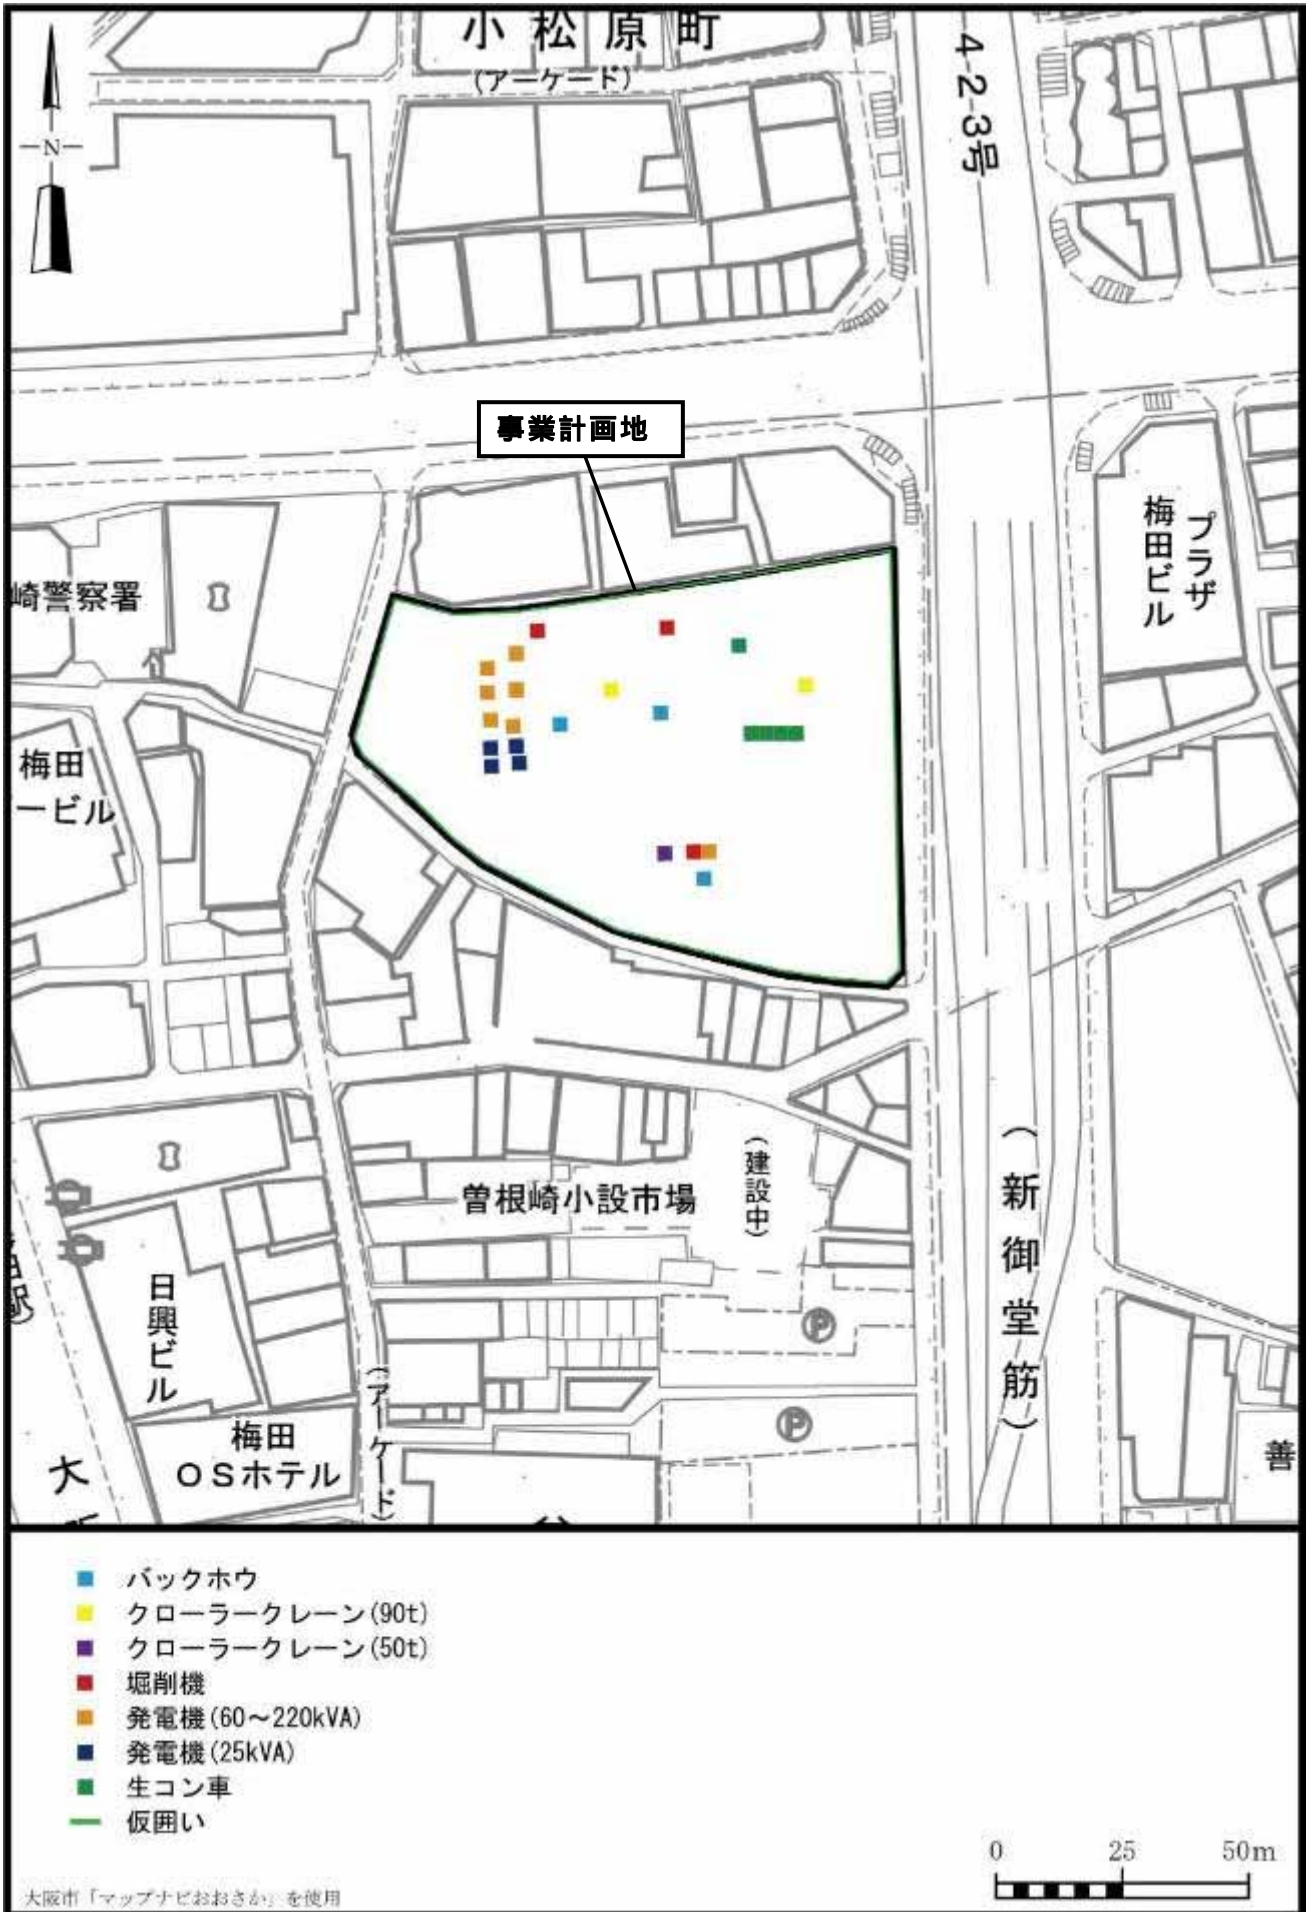 小松原町
(アーケード)
4-2-3号
N
事業計画地
プラザ
梅田ビル
崎警察署
梅田
ービル
(建設中)
曽根崎小設市場
(新御堂筋)
日興ビル
(アーケード)
梅田
OSホテル
大
善
P
P
バックホウ
クローラークレーン(90t)
クローラークレーン(50t)
堀削機
発電機(60～220kVA)
発電機(25kVA)
生コン車
仮囲い
0 25 50m
大阪市「マップナビおおさか」を使用